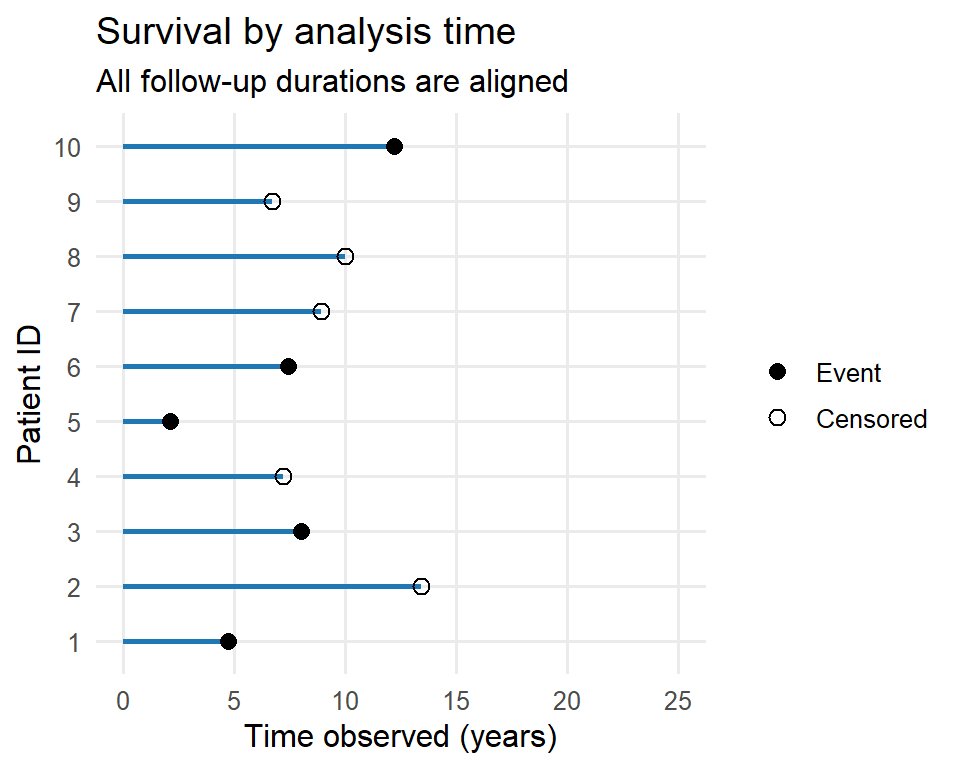 Survival by analysis time
All follow-up durations are aligned
10
9
8
7
6
5
4
3
2
1
Patient ID
0 5 10 15 20 25
Time observed (years)
Event
Censored